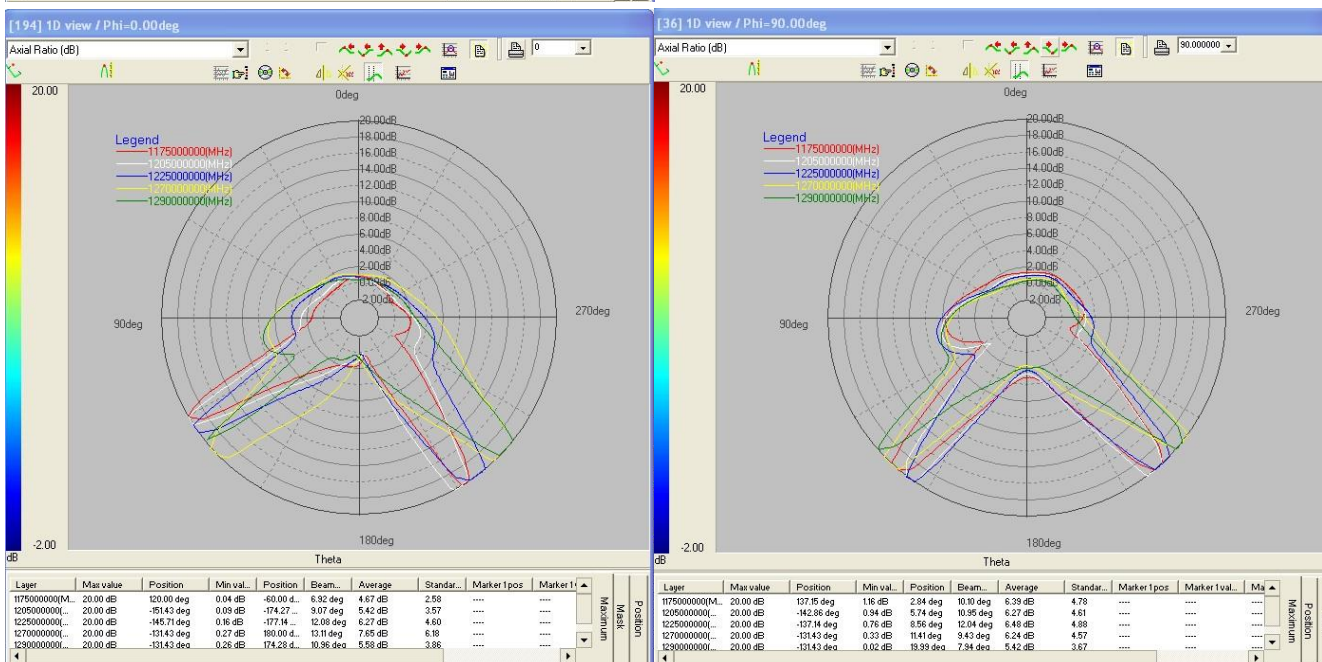 [194] 1D view / Phi=0.00deg
Axial Ratio (dB)
0
20.00
0deg
Legend
1175000000(MHz)
1205000000(MHz)
1225000000(MHz)
1270000000(MHz)
1290000000(MHz)
20.00dB
18.00dB
16.00dB
14.00dB
12.00dB
10.00dB
8.00dB
6.00dB
4.00dB
2.00dB
0.00dB
-2.00dB
90deg
270deg
180deg
-2.00
dB
Theta
Layer Max value Position Min val... Position Beam... Average Standar... Marker 1 pos Marker 1
1175000000(M... 20.00 dB 120.00 deg 0.04 dB -60.00 d... 6.92 deg 4.67 dB 2.58 ---- ----
1205000000(... 20.00 dB -151.43 deg 0.09 dB -174.27 ... 9.07 deg 5.42 dB 3.57 ---- ----
1225000000(... 20.00 dB -145.71 deg 0.16 dB -177.14 ... 12.08 deg 6.27 dB 4.60 ---- ----
1270000000(... 20.00 dB -131.43 deg 0.27 dB 180.00 d... 13.11 deg 7.65 dB 6.18 ---- ----
1290000000(... 20.00 dB -131.43 deg 0.26 dB 174.28 d... 10.96 deg 5.58 dB 3.86 ---- ----
Maximum
Mask
Position
[36] 1D view / Phi=90.00deg
Axial Ratio (dB)
90.000000
20.00
0deg
Legend
1175000000(MHz)
1205000000(MHz)
1225000000(MHz)
1270000000(MHz)
1290000000(MHz)
20.00dB
18.00dB
16.00dB
14.00dB
12.00dB
10.00dB
8.00dB
6.00dB
4.00dB
2.00dB
0.00dB
-2.00dB
90deg
270deg
180deg
-2.00
dB
Theta
Layer Max value Position Min val... Position Beam... Average Standar... Marker 1 pos Marker 1 val... Ma
1175000000(M... 20.00 dB 137.15 deg 1.16 dB 2.84 deg 10.10 deg 6.39 dB 4.78 ---- ---- ----
1205000000(... 20.00 dB -142.86 deg 0.94 dB 5.74 deg 10.95 deg 6.27 dB 4.61 ---- ---- ----
1225000000(... 20.00 dB -137.14 deg 0.76 dB 8.56 deg 12.04 deg 6.48 dB 4.88 ---- ---- ----
1270000000(... 20.00 dB -131.43 deg 0.33 dB 11.41 deg 9.43 deg 6.24 dB 4.57 ---- ---- ----
1290000000(... 20.00 dB -131.43 deg 0.02 dB 19.99 deg 7.94 deg 5.42 dB 3.67 ---- ---- ----
Maximum
Position